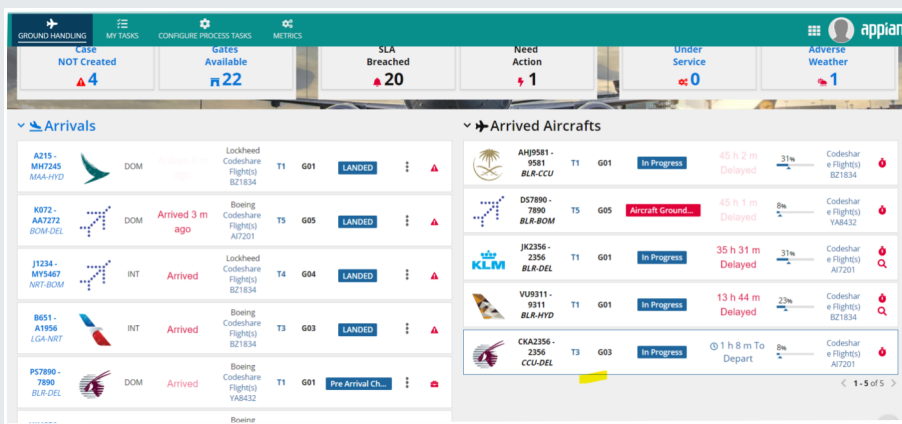 GROUND HANDLING
MY TASKS
CONFIGURE PROCESS TASKS
METRICS
appian
Case
NOT Created
4
Gates
Available
22
SLA
Breached
20
Need
Action
1
Under
Service
0
Adverse
Weather
1
Arrivals
A215 -
MH7245
MAA-HYD
DOM
ago
Lockheed
Codeshare
Flight(s)
BZ1834
T1
G01
LANDED
K072 -
AA7272
BOM-DEL
DOM
Arrived 3 m
ago
Boeing
Codeshare
Flight(s)
AI7201
T5
G05
LANDED
J1234 -
MY5467
NRT-BOM
INT
Arrived
Lockheed
Codeshare
Flight(s)
BZ1834
T4
G04
LANDED
B651 -
A1956
LGA-NRT
INT
Arrived
Boeing
Codeshare
Flight(s)
BZ1834
T3
G03
LANDED
PS7890 -
7890
BLR-DEL
DOM
Arrived
Boeing
Codeshare
Flight(s)
YA8432
T1
G01
Pre Arrival Ch...
Boeing
Arrived Aircrafts
AHJ9581 -
9581
BLR-CCU
T1
G01
In Progress
45 h 2 m
Delayed
31%
Codeshar
e Flight(s)
BZ1834
DS7890 -
7890
BLR-BOM
T5
G05
Aircraft Ground...
45 h 1 m
Delayed
8%
Codeshar
e Flight(s)
YA8432
KLM
JK2356 -
2356
BLR-DEL
T1
G01
In Progress
35 h 31 m
Delayed
31%
Codeshar
e Flight(s)
AI7201
VU9311 -
9311
BLR-HYD
T1
G01
In Progress
13 h 44 m
Delayed
23%
Codeshar
e Flight(s)
BZ1834
CKA2356 -
2356
CCU-DEL
T3
G03
In Progress
1 h 8 m To
Depart
8%
Codeshar
e Flight(s)
AI7201
1 - 5 of 5